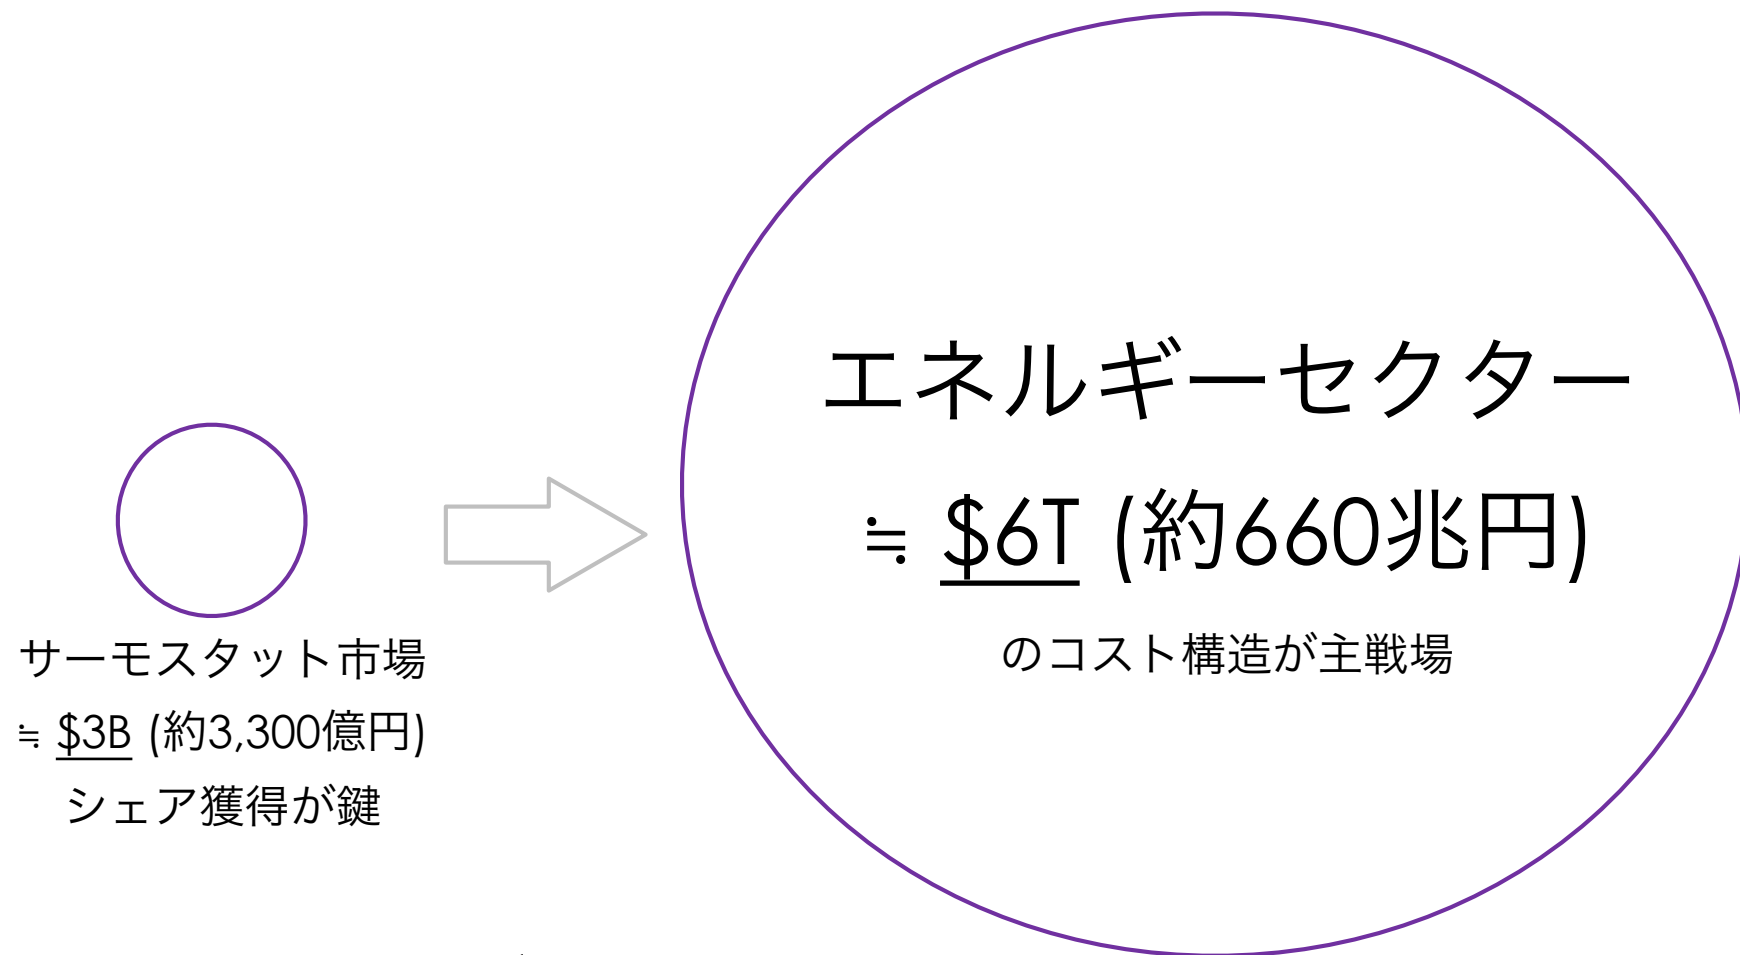 サーモスタット市場
≒ $3B (約3,300億円)
シェア獲得が鍵
エネルギーセクター
≒ $6T (約660兆円)
のコスト構造が主戦場